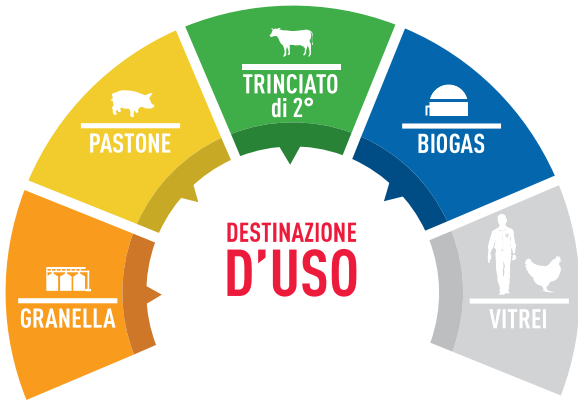 GRANELLA
PASTONE
TRINCIATO
di 2°
BIOGAS
VITREI
DESTINAZIONE
D'USO